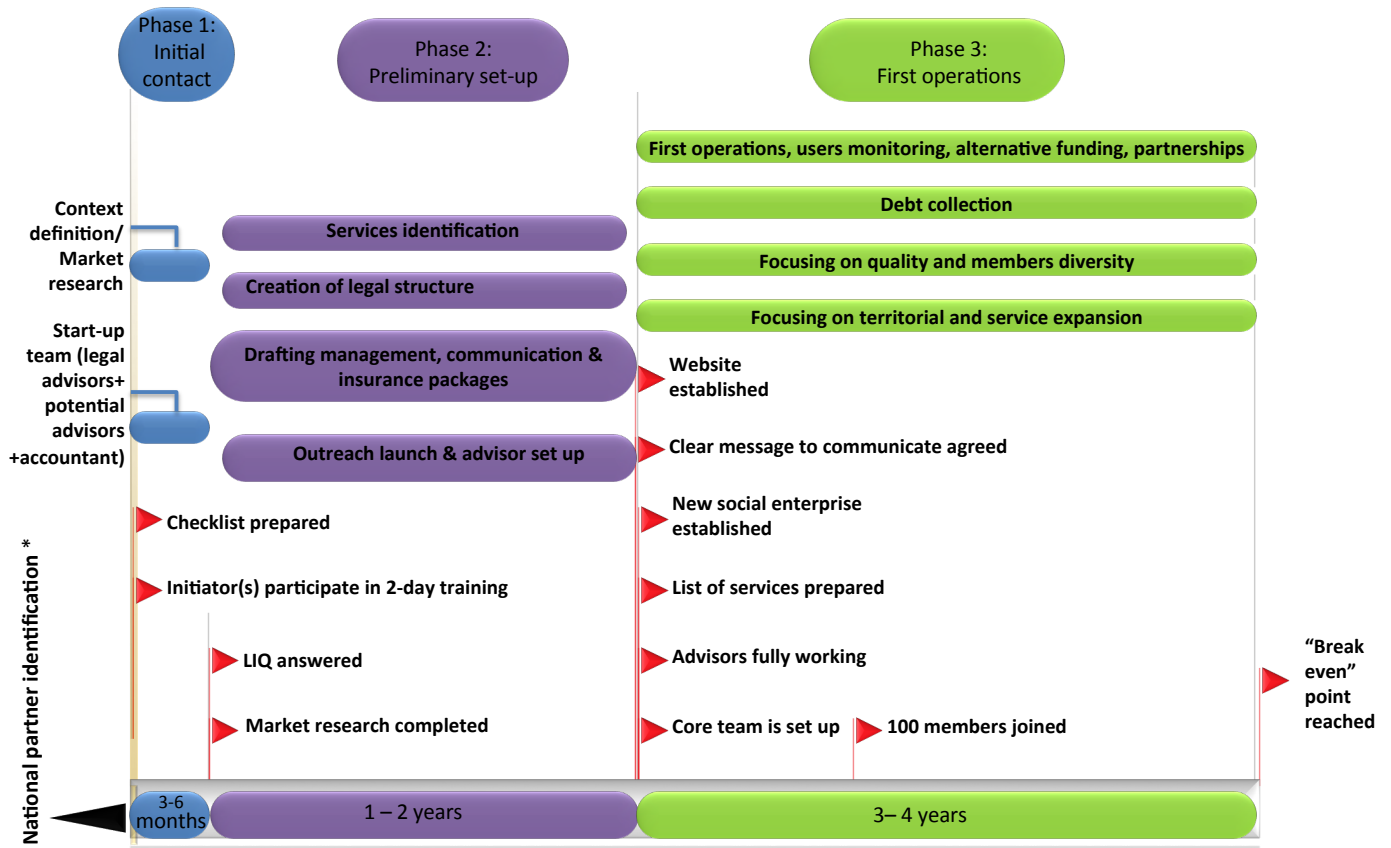 Phase 1:
Initial
contact
Phase 2:
Preliminary set-up
Phase 3:
First operations
First operations, users monitoring, alternative funding, partnerships
Debt collection
Focusing on quality and members diversity
Focusing on territorial and service expansion
Context
definition/
Market
research
Start-up
team (legal
advisors+
potential
advisors
+accountant)
Services identification
Creation of legal structure
Drafting management, communication &
insurance packages
Outreach launch & advisor set up
Website
established
Clear message to communicate agreed
New social enterprise
established
List of services prepared
Advisors fully working
Core team is set up
100 members joined
Checklist prepared
Initiator(s) participate in 2-day training
LIQ answered
Market research completed
“Break
even”
point
reached
National partner identification *
3-6
months
1 – 2 years
3– 4 years